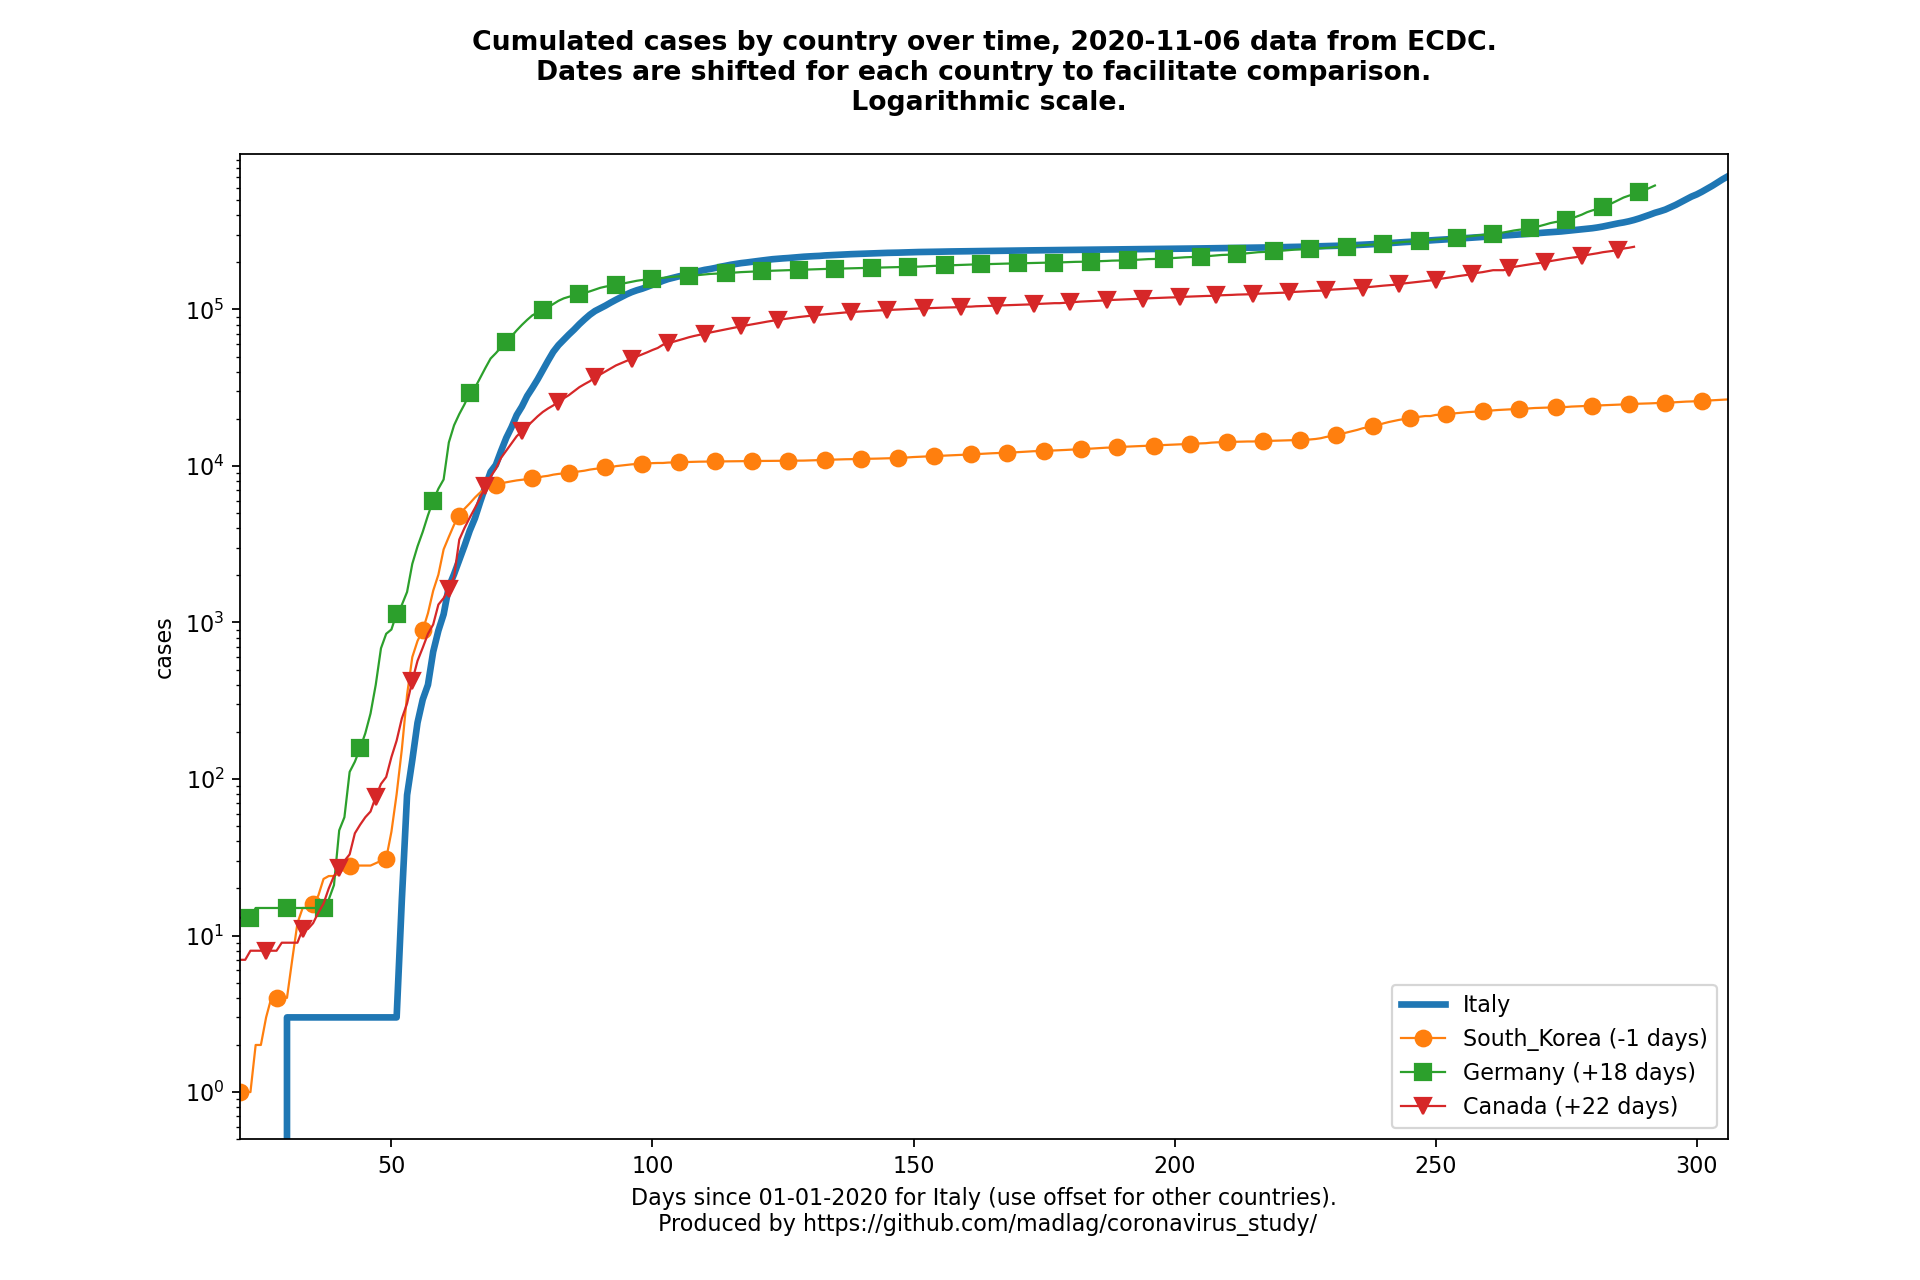 Cumulated cases by country over time, 2020-11-06 data from ECDC.
Dates are shifted for each country to facilitate comparison.
Logarithmic scale.
cases
10^5
10^4
10^3
10^2
10^1
10^0
Italy
South_Korea (-1 days)
Germany (+18 days)
Canada (+22 days)
50 100 150 200 250 300
Days since 01-01-2020 for Italy (use offset for other countries).
Produced by https://github.com/madlag/coronavirus_study/